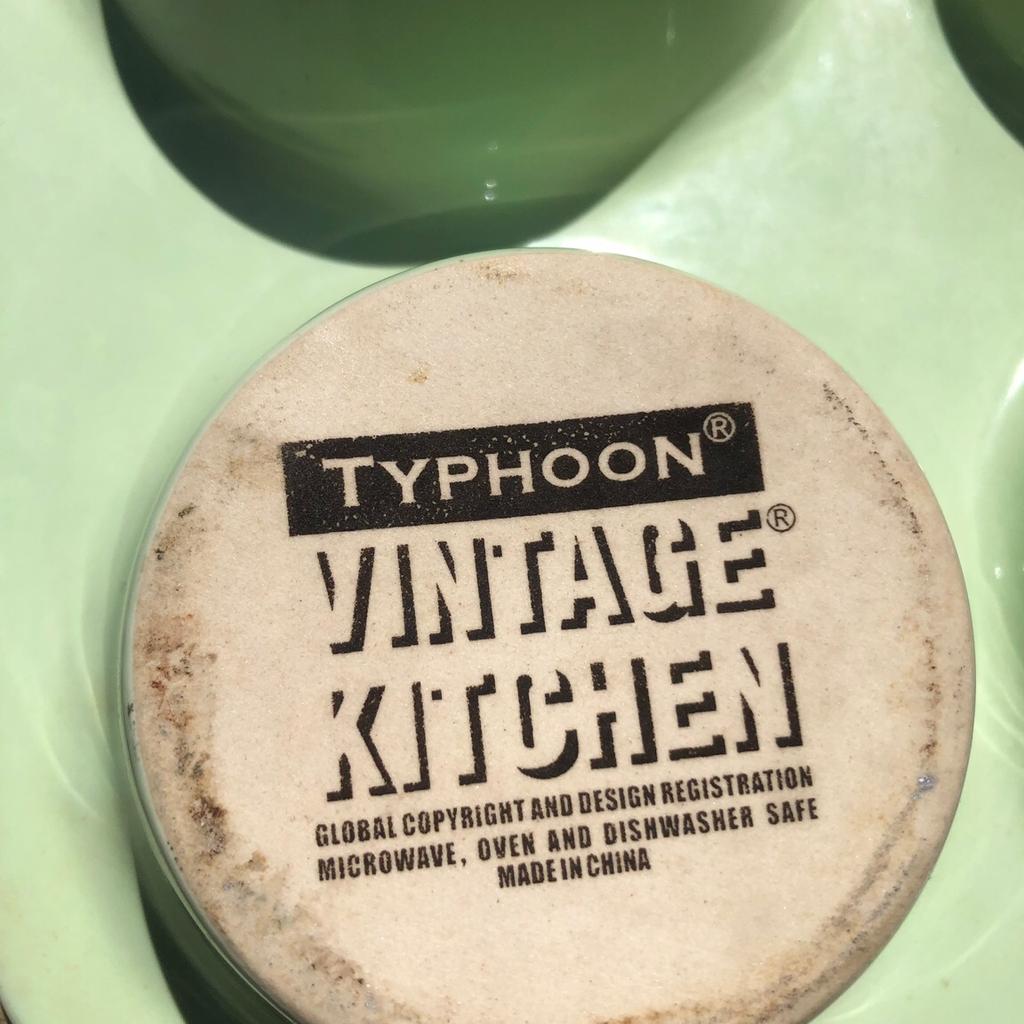 TYPHOON®
VINTAGE®
KITCHEN
GLOBAL COPYRIGHT AND DESIGN REGISTRATION
MICROWAVE, OVEN AND DISHWASHER SAFE
MADE IN CHINA